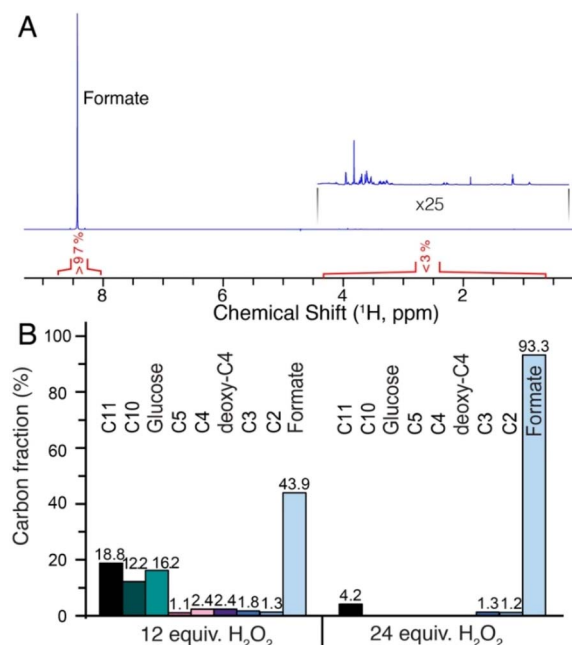 A
Formate
x25
>97%
<3%
8
6
4
2
Chemical Shift (¹H, ppm)
B
Carbon fraction (%)
100
80
60
40
20
0
C11
C10
Glucose
C5
C4
deoxy-C4
C3
C2
Formate
C11
C10
Glucose
C5
C4
deoxy-C4
C3
C2
Formate
18.8
12.2
16.2
1.1
2.4
2.4
1.8
1.3
43.9
4.2
1.3
1.2
93.3
12 equiv. H₂O₂
24 equiv. H₂O₂